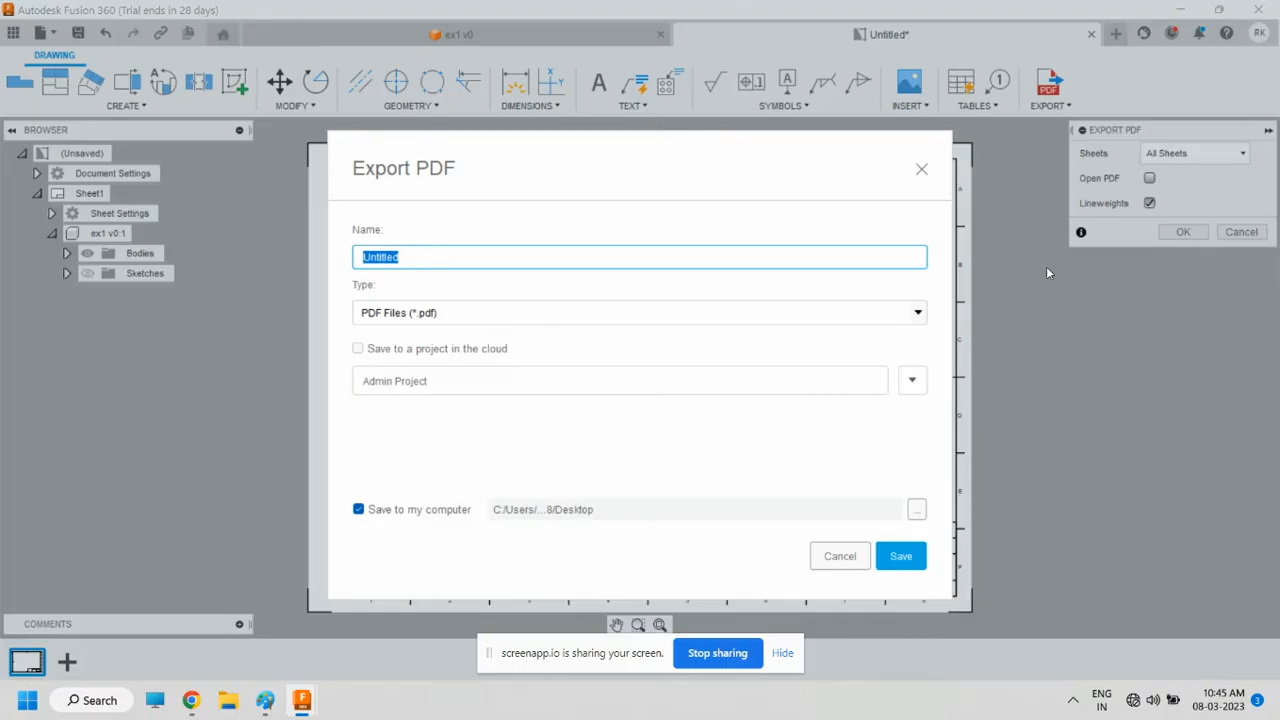 Autodesk Fusion 360 (Trial ends in 28 days)
ex1 v0
Untitled*
RK
DRAWING
CREATE
MODIFY
GEOMETRY
DIMENSIONS
TEXT
SYMBOLS
INSERT
TABLES
EXPORT
BROWSER
(Unsaved)
Document Settings
Sheet1
Sheet Settings
ex1 v0:1
Bodies
Sketches
EXPORT PDF
Sheets
All Sheets
Open PDF
Lineweights
OK
Cancel
Export PDF
Name:
Untitled
Type:
PDF Files (*.pdf)
Save to a project in the cloud
Admin Project
Save to my computer
C:/Users/...8/Desktop
...
Cancel
Save
COMMENTS
screenapp.io is sharing your screen.
Stop sharing
Hide
Search
ENG
IN
10:45 AM
08-03-2023
3